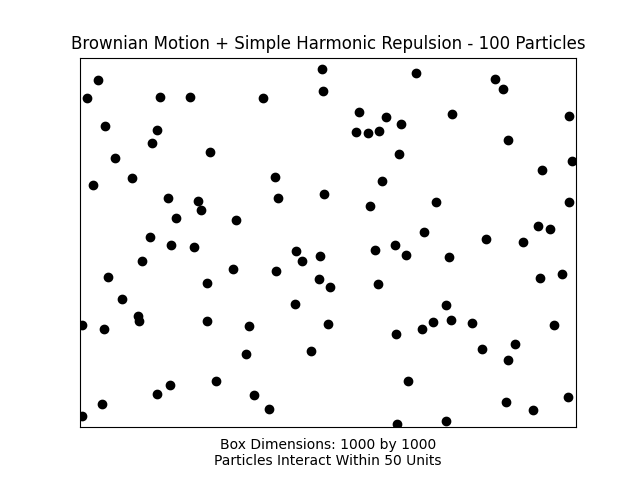 Brownian Motion + Simple Harmonic Repulsion - 100 Particles
Box Dimensions: 1000 by 1000
Particles Interact Within 50 Units